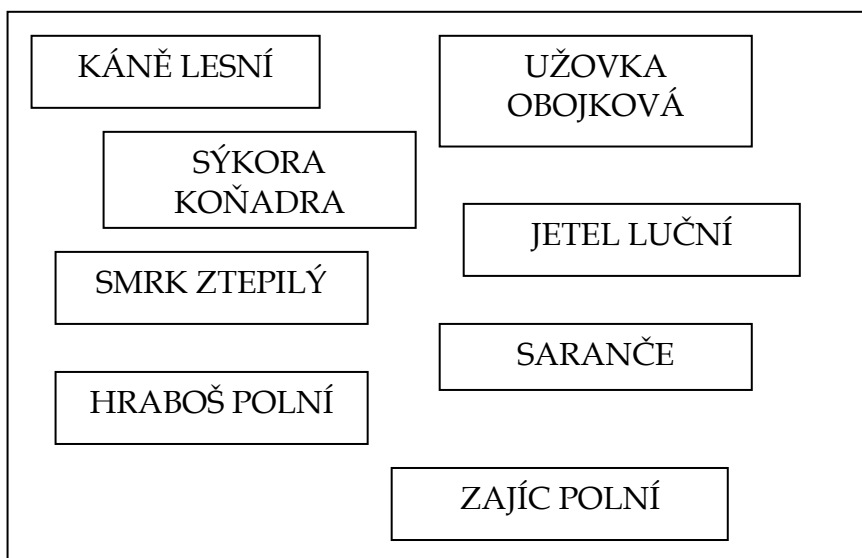 KÁNĚ LESNÍ
UŽOVKA
OBOJKOVÁ
SÝKORA
KOŇADRA
JETEL LUČNÍ
SMRK ZTEPILÝ
SARANČE
HRABOŠ POLNÍ
ZAJÍC POLNÍ